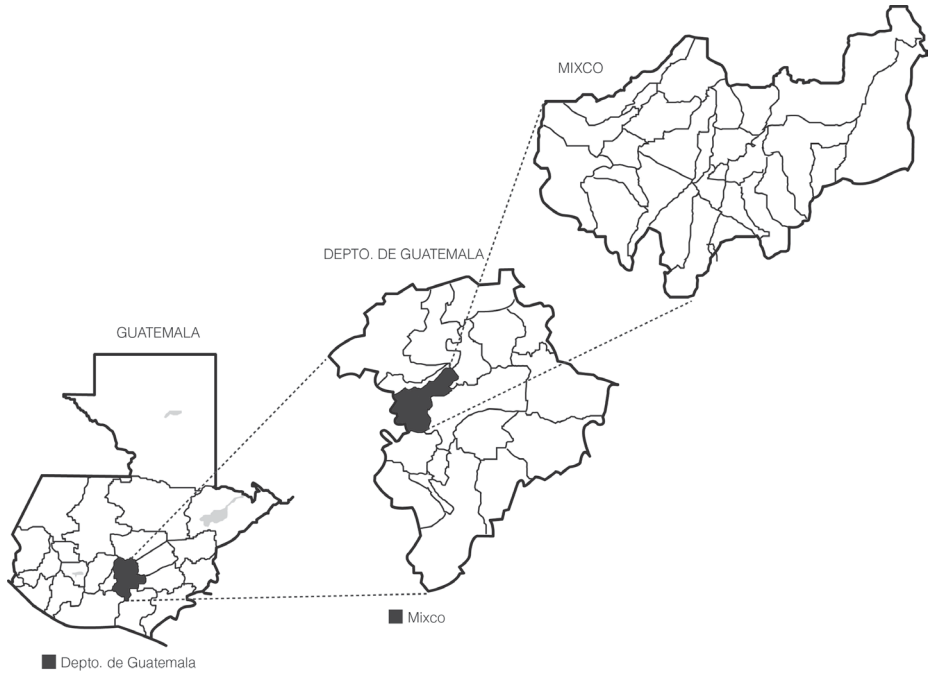 MIXCO
DEPTO. DE GUATEMALA
GUATEMALA
Mixco
Depto. de Guatemala